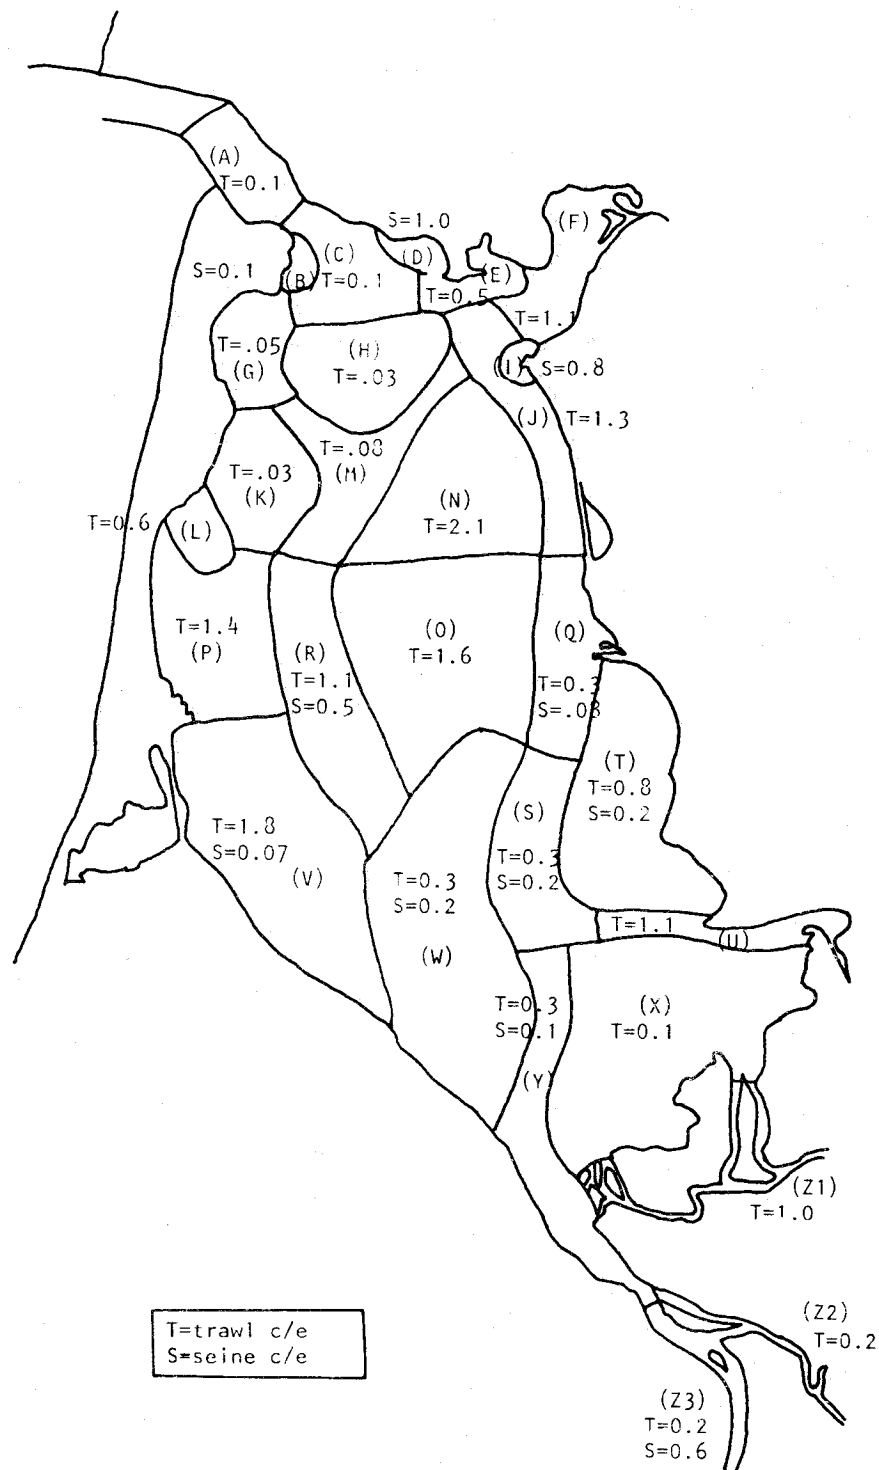 (A)
T=0.1
S=1.0
(F)
(C)
(D)
S=0.1
(B)
T=0.1
(E)
T=0.5
T=1.1
T=.05
(G)
(H)
T=.03
(I)
S=0.8
(J)
T=1.3
T=.08
(M)
T=.03
(K)
(N)
T=2.1
T=0.6
(L)
T=1.4
(P)
(R)
T=1.1
S=0.5
(O)
T=1.6
(Q)
T=0.3
S=.08
(T)
T=0.8
S=0.2
(S)
T=0.3
S=0.2
T=1.8
S=0.07
(V)
T=0.3
S=0.2
(W)
T=1.1
(U)
T=0.3
S=0.1
(Y)
(X)
T=0.1
(Z1)
T=1.0
(Z2)
T=0.2
(Z3)
T=0.2
S=0.6
T=trawl c/e
S=seine c/e